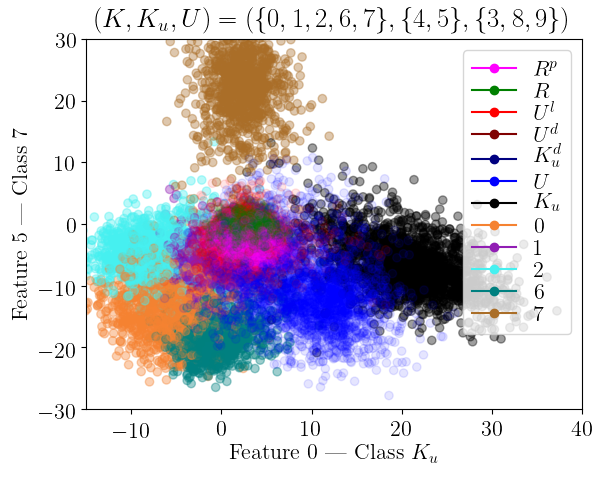 (K, K_u, U) = ({0, 1, 2, 6, 7}, {4, 5}, {3, 8, 9})
30
20
10
0
−10
−20
−30
Feature 5 — Class 7
R^p
R
U^l
U^d
K_u^d
U
K_u
0
1
2
6
7
−10
0
10
20
30
40
Feature 0 — Class K_u